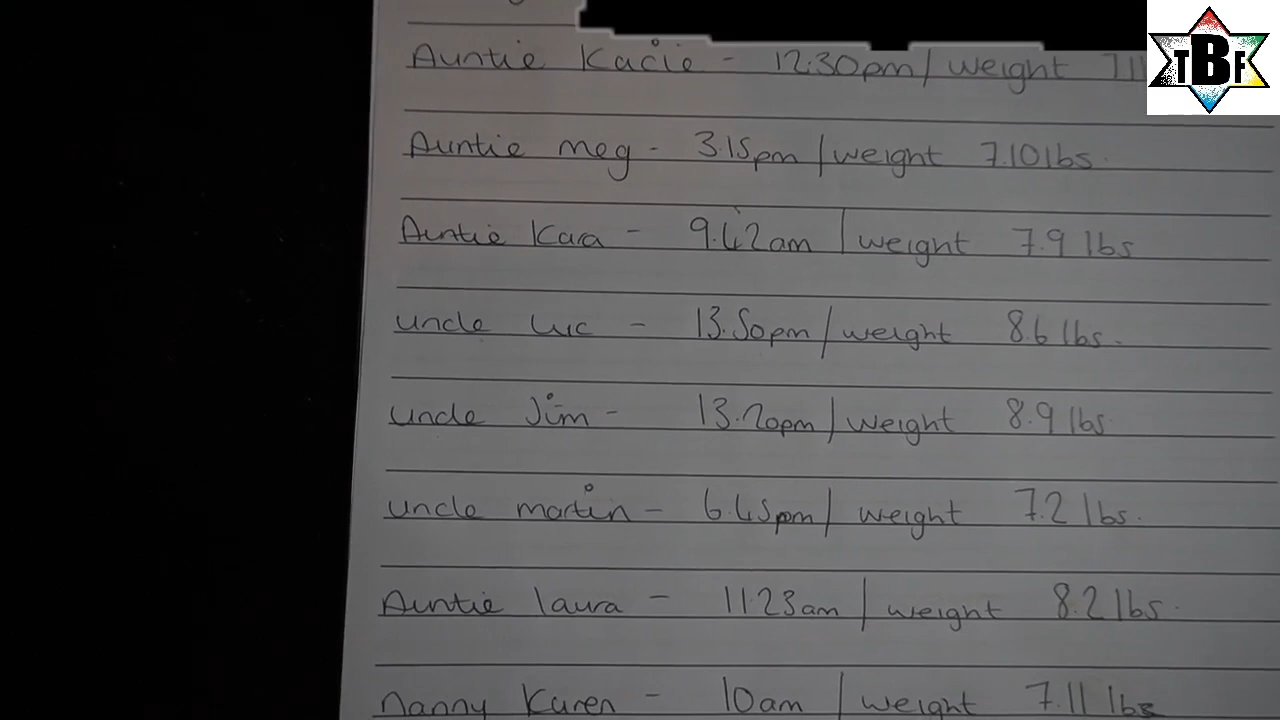 TBF
Auntie Kacie - 12.30pm / weight
Auntie meg - 3.15pm / weight 7.10lbs.
Auntie Kara - 9.42am / weight 7.9 lbs
uncle Luc - 13.50pm / weight 8.6 lbs.
uncle Jim - 13.20pm / weight 8.9 lbs
uncle martin - 6.45pm / weight 7.2 lbs.
Auntie laura - 11.23am / weight 8.2 lbs.
nanny Karen - 10am / weight 7.11 lbs